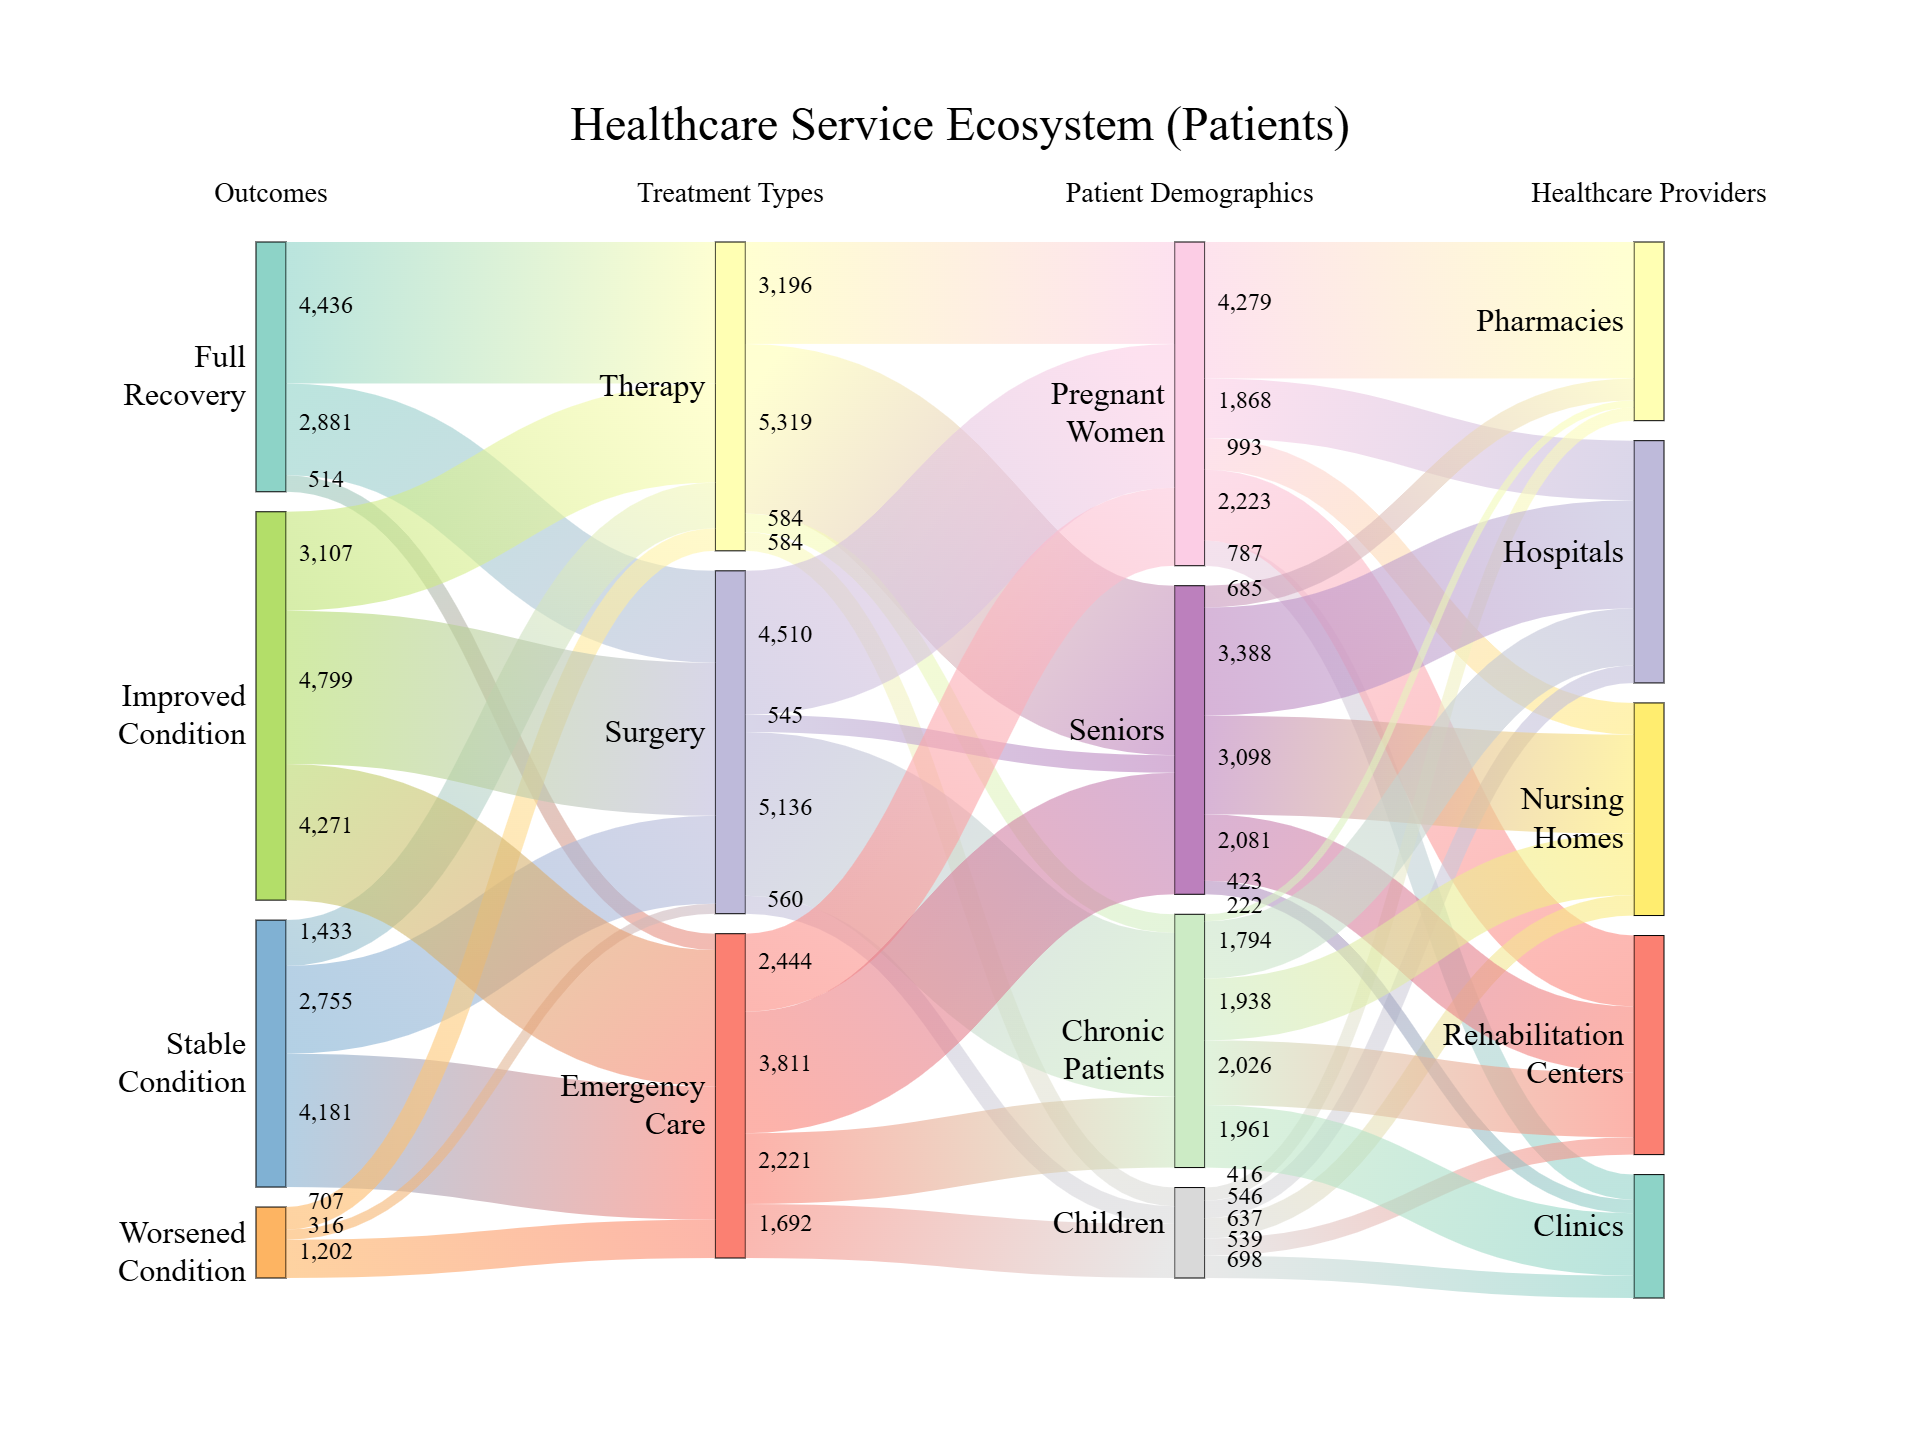 Healthcare Service Ecosystem (Patients)
Outcomes
Treatment Types
Patient Demographics
Healthcare Providers
Full
Recovery
Improved
Condition
Stable
Condition
Worsened
Condition
4,436
2,881
514
3,107
4,799
4,271
1,433
2,755
4,181
707
316
1,202
Therapy
Surgery
Emergency
Care
3,196
5,319
584
584
4,510
545
5,136
560
2,444
3,811
2,221
1,692
Pregnant
Women
Seniors
Chronic
Patients
Children
4,279
1,868
993
2,223
787
685
3,388
3,098
2,081
423
222
1,794
1,938
2,026
1,961
416
546
637
539
698
Pharmacies
Hospitals
Nursing
Homes
Rehabilitation
Centers
Clinics